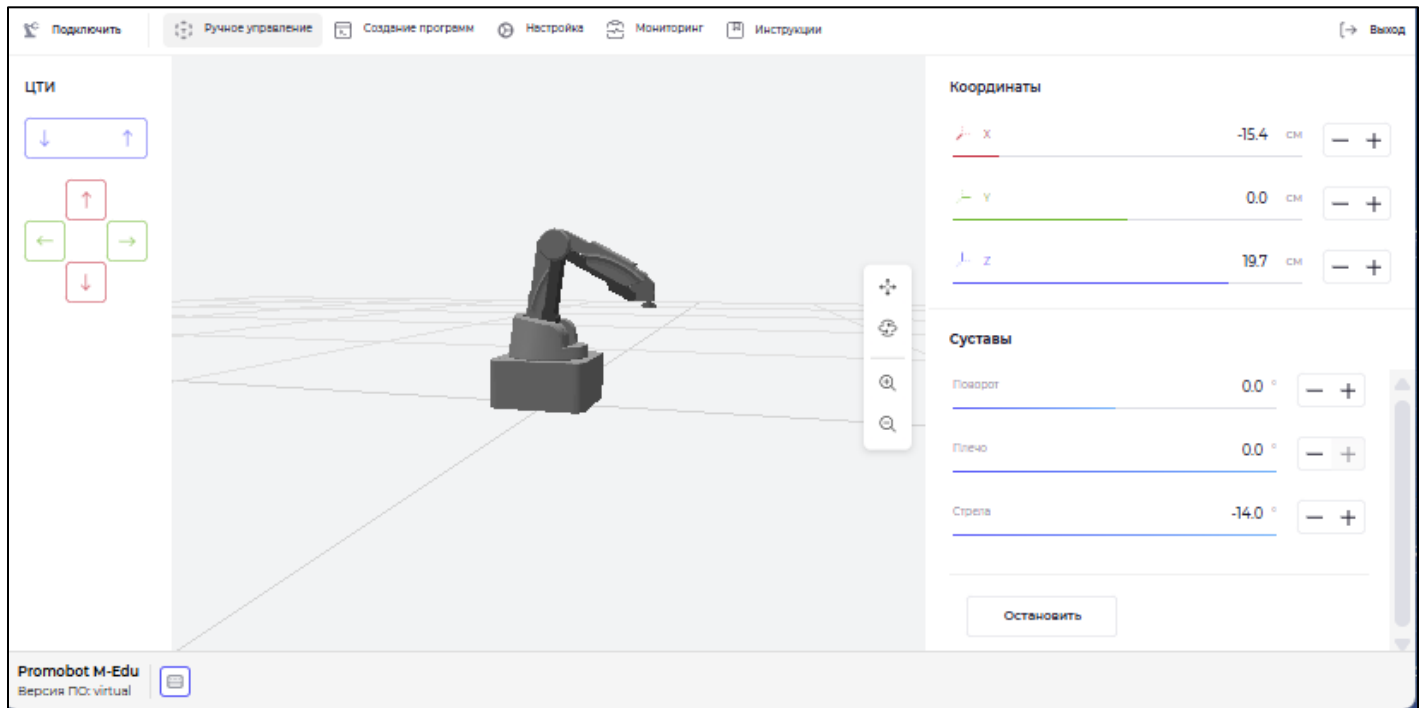 Подключить Ручное управление Создание программ Настройка Мониторинг Инструкции Выход
ЦТИ
Координаты
X -15.4 см
Y 0.0 см
Z 19.7 см
Суставы
Поворот 0.0 °
Плечо 0.0 °
Стрела -14.0 °
Остановить
Promobot M-Edu
Версия ПО: virtual